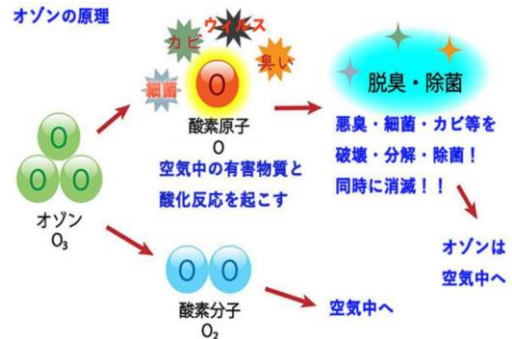 オゾンの原理
ウィルス
カビ
臭い
細菌
O
酸素原子
O
空気中の有害物質と
酸化反応を起こす
脱臭・除菌
悪臭・細菌・カビ等を
破壊・分解・除菌!
同時に消滅!!
オゾンは
空気中へ
O
O O
オゾン
O₃
O O
酸素分子
O₂
空気中へ